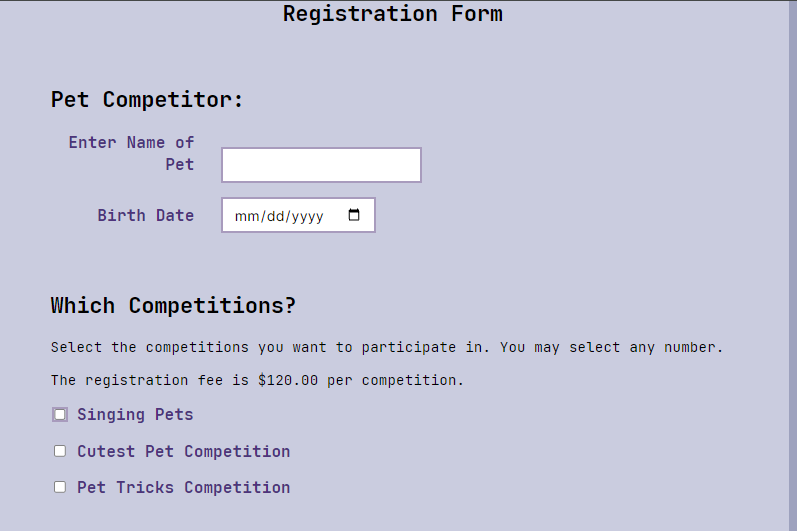 Registration Form
Pet Competitor:
Enter Name of
Pet
Birth Date
mm/dd/yyyy
Which Competitions?
Select the competitions you want to participate in. You may select any number.
The registration fee is $120.00 per competition.
Singing Pets
Cutest Pet Competition
Pet Tricks Competition